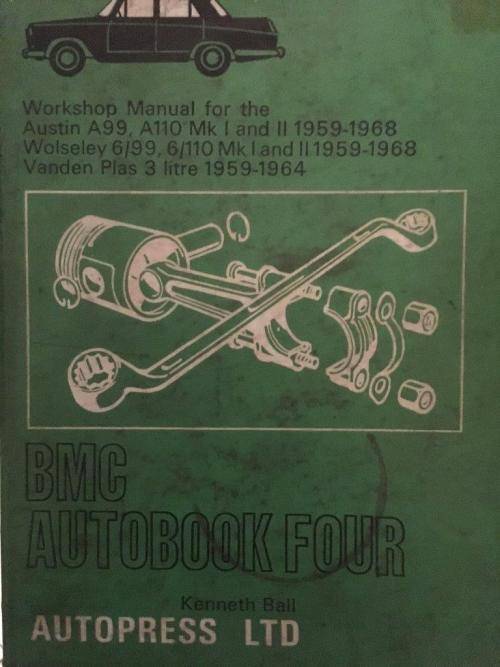 Workshop Manual for the
Austin A99, A110 Mk I and II 1959-1968
Wolseley 6/99, 6/110 Mk I and II 1959-1968
Vanden Plas 3 litre 1959-1964
BMC
AUTOBOOK FOUR
Kenneth Ball
AUTOPRESS LTD